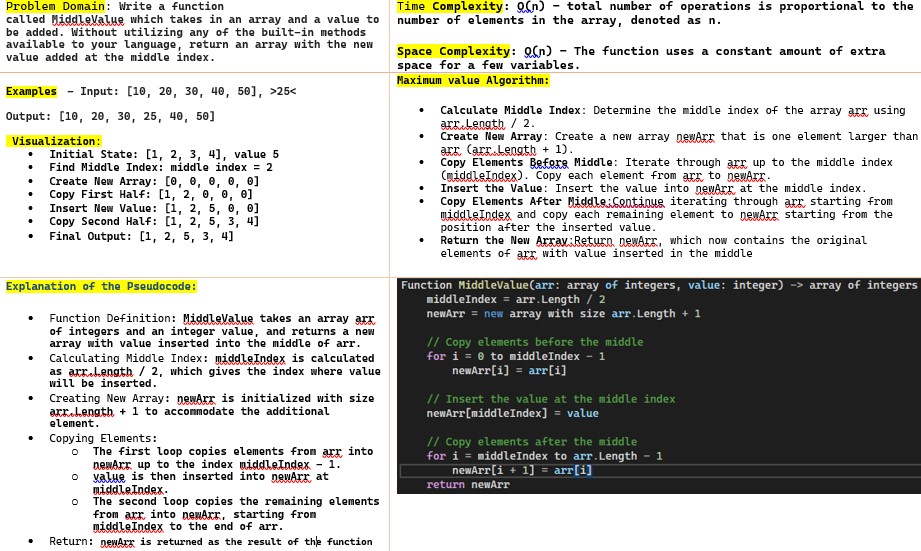 Problem Domain: Write a function
called MiddleValue which takes in an array and a value to
be added. Without utilizing any of the built-in methods
available to your language, return an array with the new
value added at the middle index.
Examples - Input: [10, 20, 30, 40, 50], >25<
Output: [10, 20, 30, 25, 40, 50]
Visualization:
• Initial State: [1, 2, 3, 4], value 5
• Find Middle Index: middle index = 2
• Create New Array: [0, 0, 0, 0, 0]
• Copy First Half: [1, 2, 0, 0, 0]
• Insert New Value: [1, 2, 5, 0, 0]
• Copy Second Half: [1, 2, 5, 3, 4]
• Final Output: [1, 2, 5, 3, 4]
Time Complexity: O(n) - total number of operations is proportional to the
number of elements in the array, denoted as n.
Space Complexity: O(n) - The function uses a constant amount of extra
space for a few variables.
Maximum value Algorithm:
• Calculate Middle Index: Determine the middle index of the array arr using
arr.Length / 2.
• Create New Array: Create a new array newArr that is one element larger than
arr (arr.Length + 1).
• Copy Elements Before Middle: Iterate through arr up to the middle index
(middleIndex). Copy each element from arr to newArr.
• Insert the Value: Insert the value into newArr at the middle index.
• Copy Elements After Middle:Continue iterating through arr starting from
middleIndex and copy each remaining element to newArr starting from the
position after the inserted value.
• Return the New Array:Return newArr, which now contains the original
elements of arr with value inserted in the middle
Explanation of the Pseudocode:
• Function Definition: MiddleValue takes an array arr
of integers and an integer value, and returns a new
array with value inserted into the middle of arr.
• Calculating Middle Index: middleIndex is calculated
as arr.Length / 2, which gives the index where value
will be inserted.
• Creating New Array: newArr is initialized with size
arr.Length + 1 to accommodate the additional
element.
• Copying Elements:
o The first loop copies elements from arr into
newArr up to the index middleIndex - 1.
o value is then inserted into newArr at
middleIndex.
o The second loop copies the remaining elements
from arr into newArr, starting from
middleIndex to the end of arr.
• Return: newArr is returned as the result of the function
Function MiddleValue(arr: array of integers, value: integer) -> array of integers
middleIndex = arr.Length / 2
newArr = new array with size arr.Length + 1
// Copy elements before the middle
for i = 0 to middleIndex - 1
newArr[i] = arr[i]
// Insert the value at the middle index
newArr[middleIndex] = value
// Copy elements after the middle
for i = middleIndex to arr.Length - 1
newArr[i + 1] = arr[i]
return newArr